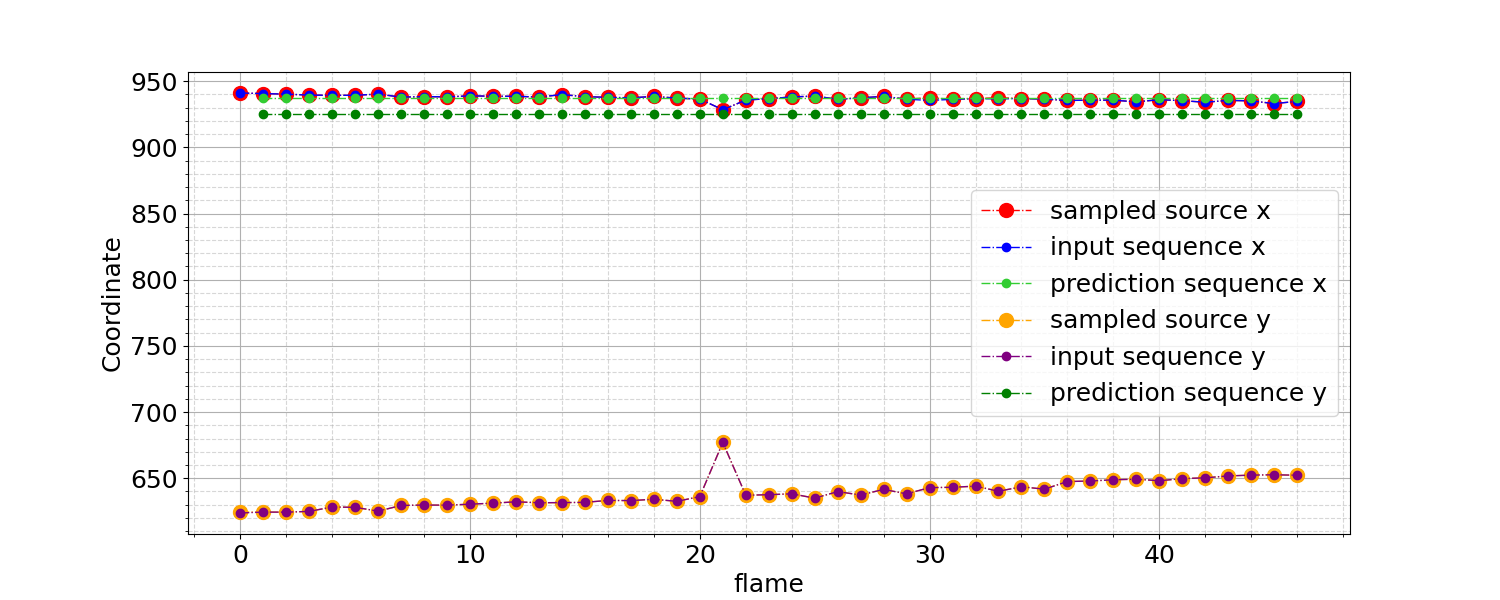 950
900
850
800
750
700
650
Coordinate
sampled source x
input sequence x
prediction sequence x
sampled source y
input sequence y
prediction sequence y
0 10 20 30 40
flame